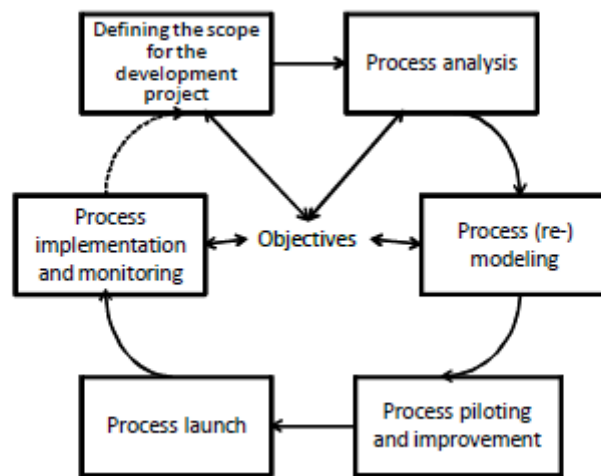 Defining the scope
for the
development
project
Process analysis
Process
implementation
and monitoring
Objectives
Process (re-)
modeling
Process launch
Process piloting
and improvement